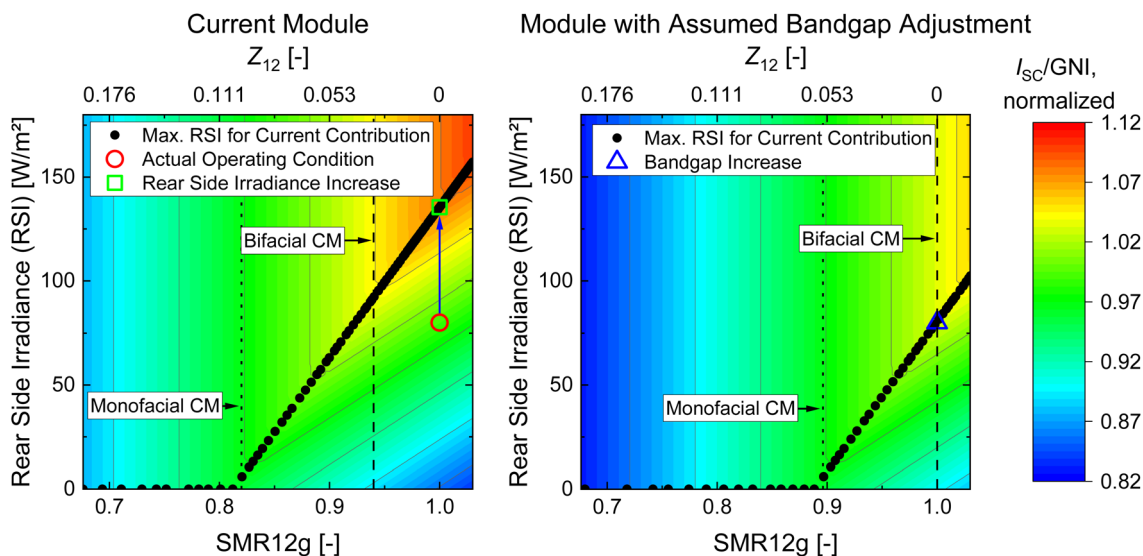 Current Module
Z12 [-]
0.176 0.111 0.053 0
Rear Side Irradiance (RSI) [W/m²]
150
100
50
0
Max. RSI for Current Contribution
Actual Operating Condition
Rear Side Irradiance Increase
Bifacial CM
Monofacial CM
0.7 0.8 0.9 1.0
SMR12g [-]
Module with Assumed Bandgap Adjustment
Z12 [-]
0.176 0.111 0.053 0
Rear Side Irradiance (RSI) [W/m²]
150
100
50
0
Max. RSI for Current Contribution
Bandgap Increase
Bifacial CM
Monofacial CM
0.7 0.8 0.9 1.0
SMR12g [-]
ISC/GNI,
normalized
1.12
1.07
1.02
0.97
0.92
0.87
0.82